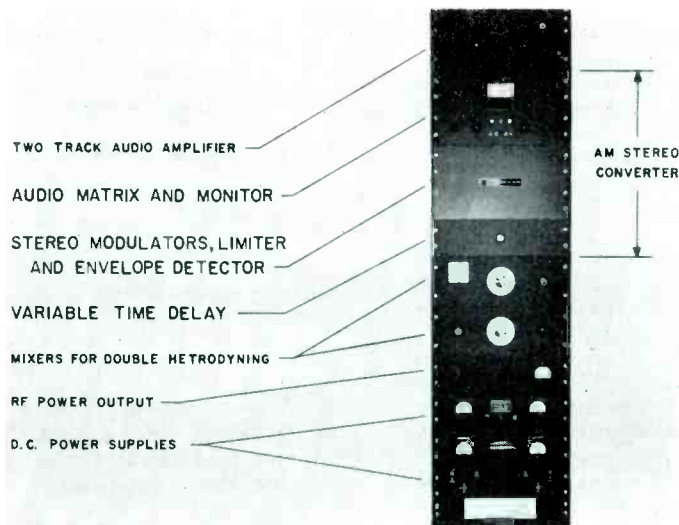 TWO TRACK AUDIO AMPLIFIER
AUDIO MATRIX AND MONITOR
STEREO MODULATORS, LIMITER
AND ENVELOPE DETECTOR
VARIABLE TIME DELAY
MIXERS FOR DOUBLE HETRODYNING
RF POWER OUTPUT
D.C. POWER SUPPLIES
AM STEREO
CONVERTER